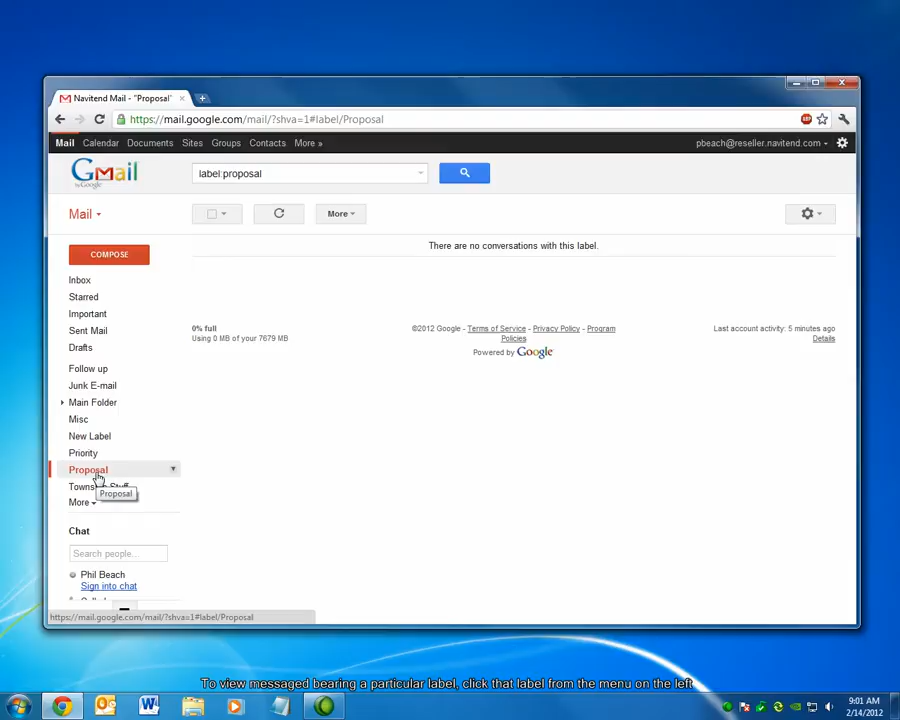 Navitend Mail - "Proposal"
https://mail.google.com/mail/?shva=1#label/Proposal
Mail Calendar Documents Sites Groups Contacts More »
pbeach@reseller.navitend.com
Gmail
by Google
label:proposal
Mail
More
COMPOSE
There are no conversations with this label.
Inbox
Starred
Important
Sent Mail
Drafts
Follow up
Junk E-mail
Main Folder
Misc
New Label
Priority
Proposal
Proposal
More
0% full
Using 0 MB of your 7679 MB
©2012 Google - Terms of Service - Privacy Policy - Program
Policies
Powered by Google
Last account activity: 5 minutes ago
Details
Chat
Search people...
Phil Beach
Sign into chat
https://mail.google.com/mail/?shva=1#label/Proposal
To view messaged bearing a particular label, click that label from the menu on the left
9:01 AM
2/14/2012